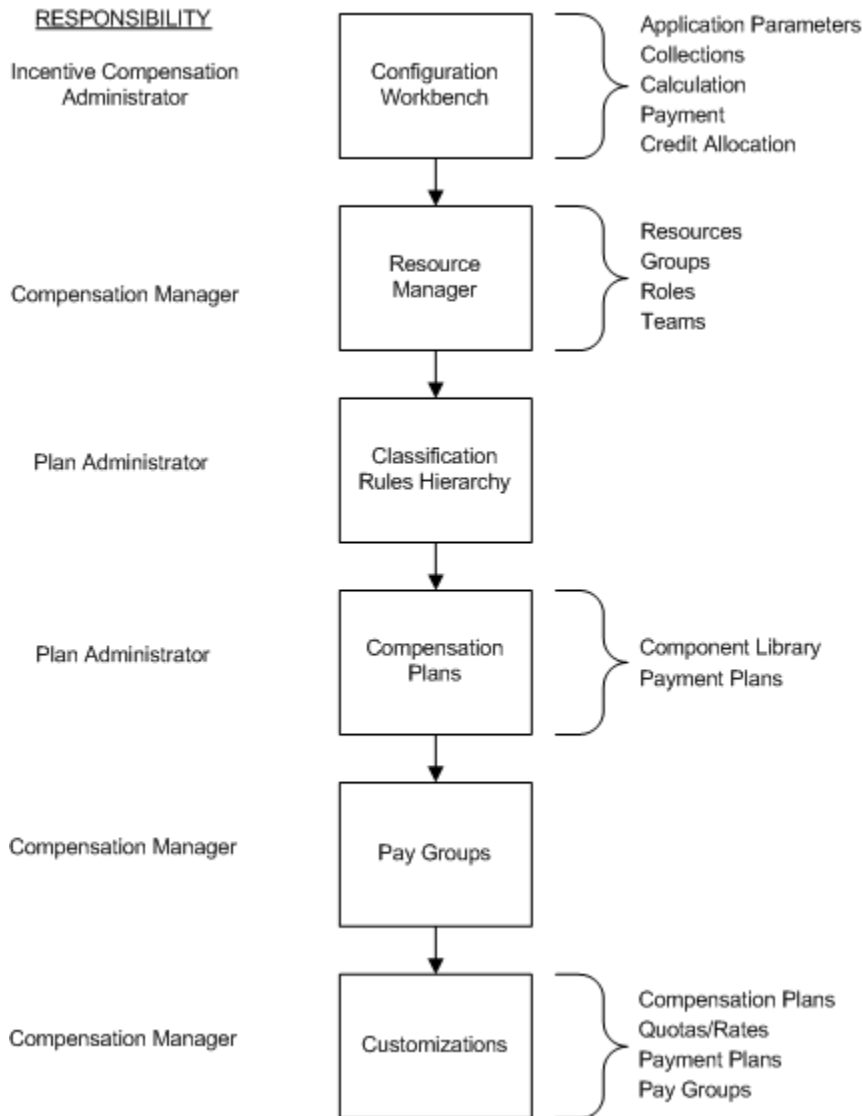 RESPONSIBILITY
Incentive Compensation
Administrator
Configuration
Workbench
Application Parameters
Collections
Calculation
Payment
Credit Allocation
Compensation Manager
Resource
Manager
Resources
Groups
Roles
Teams
Plan Administrator
Classification
Rules Hierarchy
Plan Administrator
Compensation
Plans
Component Library
Payment Plans
Compensation Manager
Pay Groups
Compensation Manager
Customizations
Compensation Plans
Quotas/Rates
Payment Plans
Pay Groups